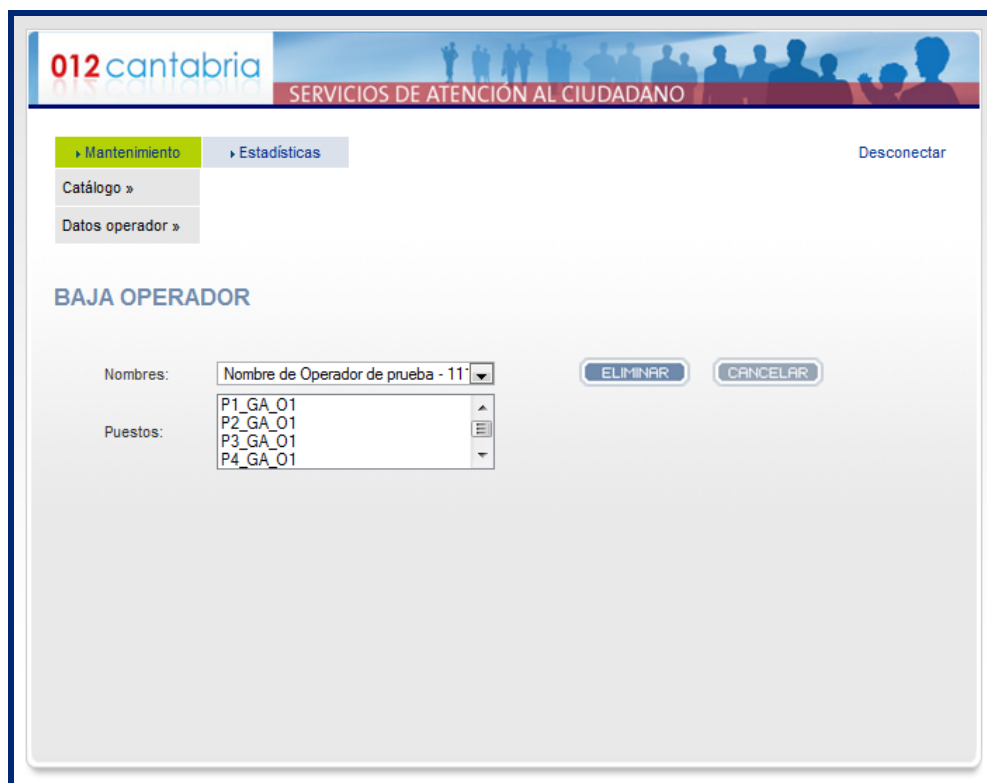 012 cantabria
SERVICIOS DE ATENCIÓN AL CIUDADANO
Mantenimiento
Estadísticas
Desconectar
Catálogo »
Datos operador »
BAJA OPERADOR
Nombres:
Nombre de Operador de prueba - 11
ELIMINAR
CANCELAR
Puestos:
P1_GA_O1
P2_GA_O1
P3_GA_O1
P4_GA_O1